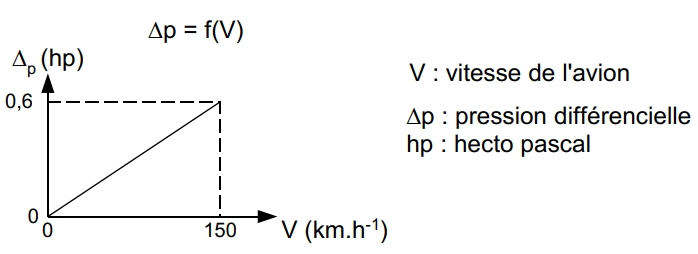 Δp = f(V)
Δp (hp)
0,6
0
0
150
V (km.h-1)
V : vitesse de l'avion
Δp : pression différencielle
hp : hecto pascal